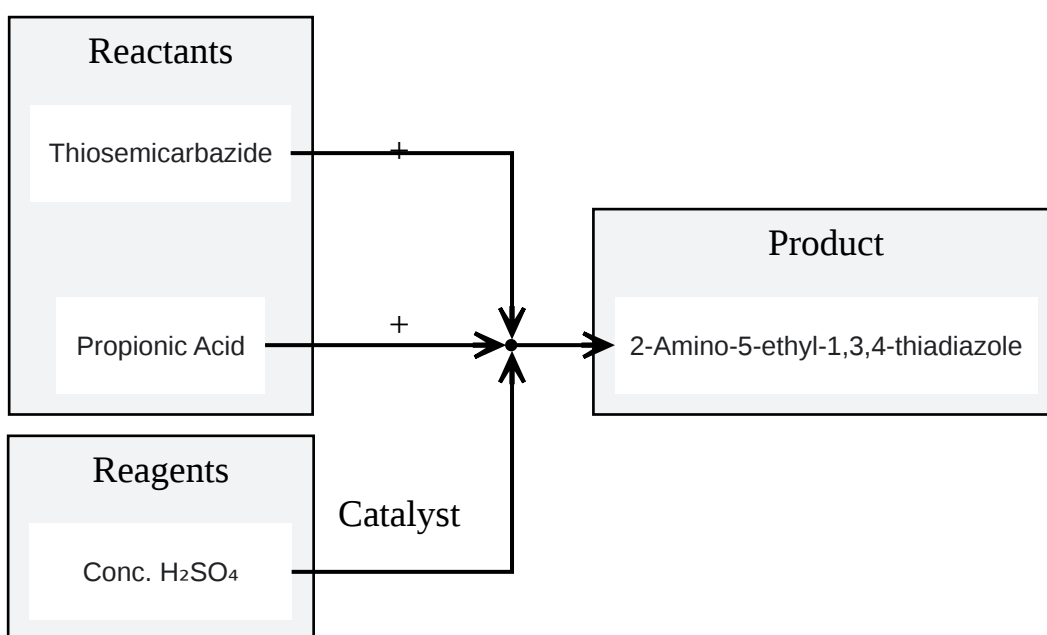 Reactants
Thiosemicarbazide
+
Product
Propionic Acid
+
2-Amino-5-ethyl-1,3,4-thiadiazole
Reagents
Catalyst
Conc. H₂SO₄